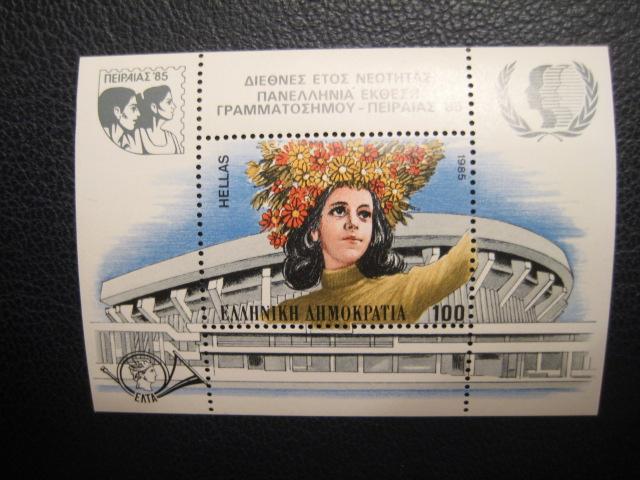 ΠΕΙΡΑΙΑΣ '85
ΔΙΕΘΝΕΣ ΕΤΟΣ ΝΕΟΤΗΤΑΣ
ΠΑΝΕΛΛΗΝΙΑ ΕΚΘΕΣΗ
ΓΡΑΜΜΑΤΟΣΗΜΟΥ - ΠΕΙΡΑΙΑΣ '85
HELLAS
1985
ΕΛΛΗΝΙΚΗ ΔΗΜΟΚΡΑΤΙΑ 100
ΕΛΤΑ